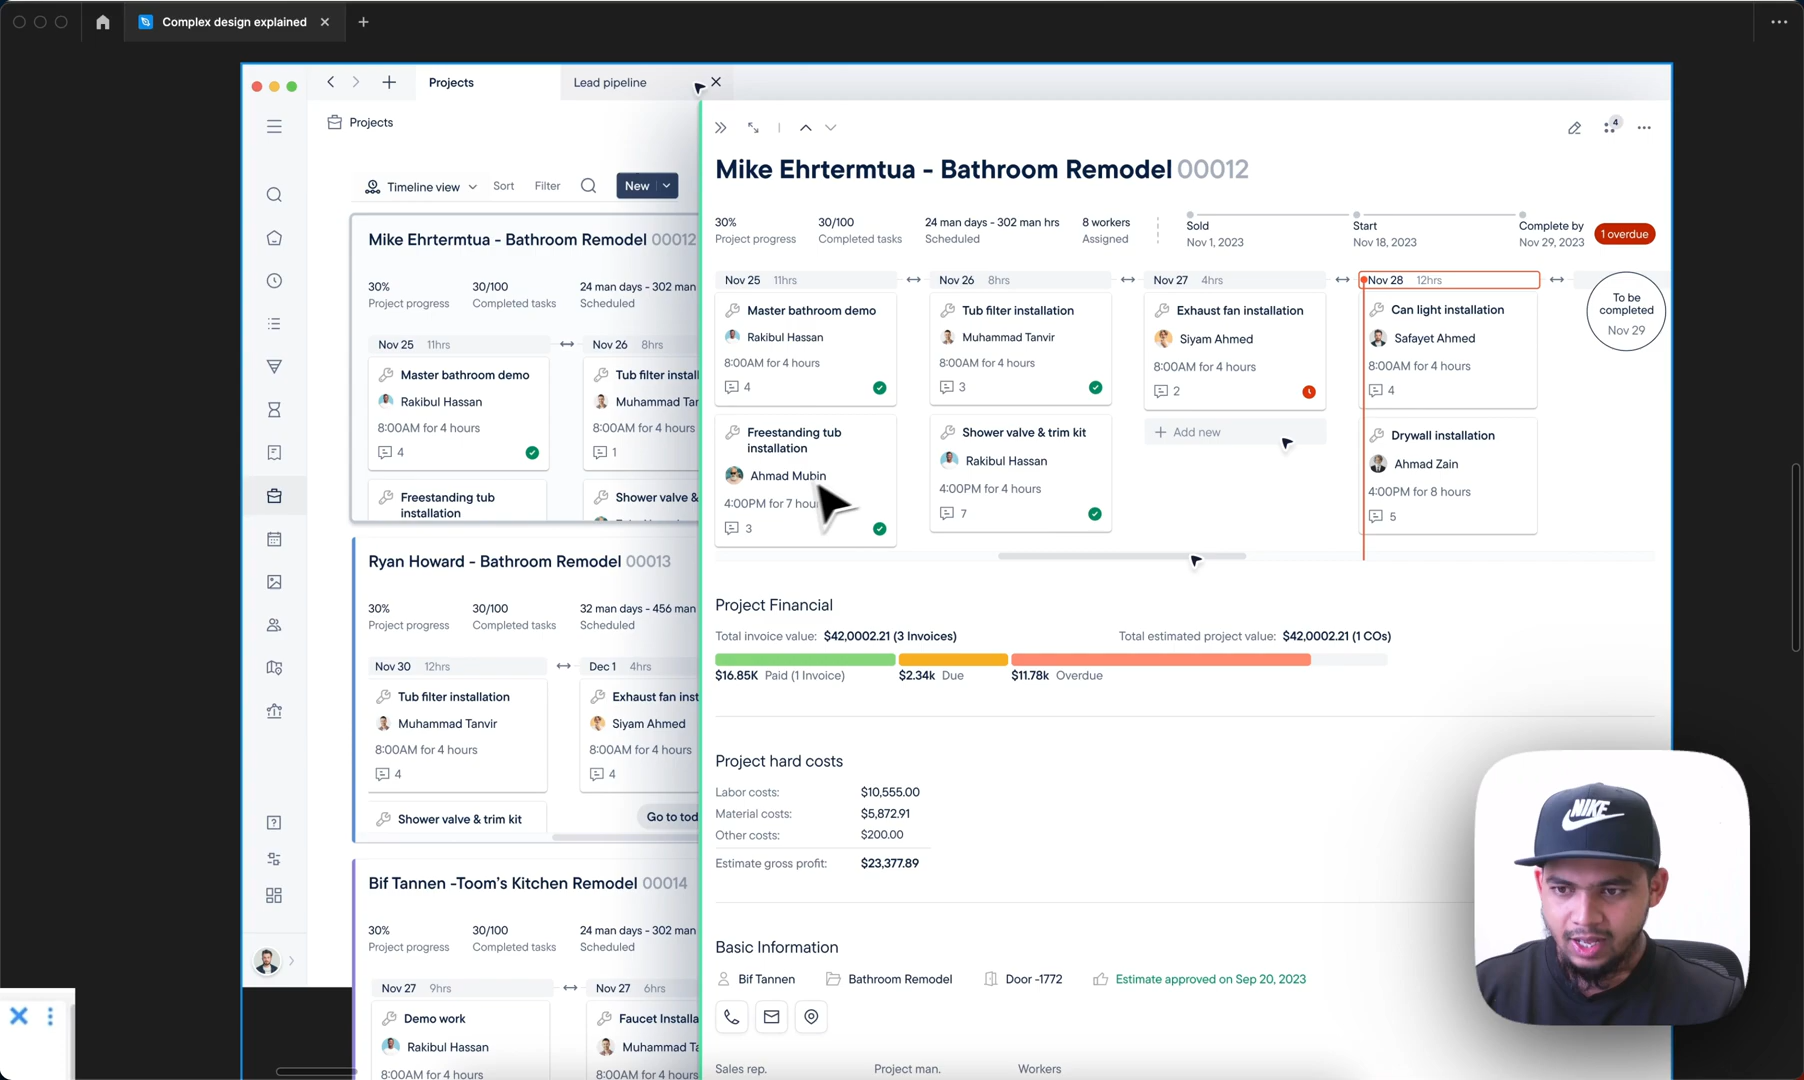 Complex design explained
Projects
Lead pipeline
Projects
Timeline view
Sort
Filter
New
Mike Ehrtermtua - Bathroom Remodel 00012
30%
Project progress
30/100
Completed tasks
24 man days - 302 man
Scheduled
Nov 25 11hrs
Nov 26 8hrs
Master bathroom demo
Rakibul Hassan
8:00AM for 4 hours
4
Tub filter instal
Muhammad Tan
8:00AM for 4 hours
1
Freestanding tub
installation
Shower valve &
Ryan Howard - Bathroom Remodel 00013
30%
Project progress
30/100
Completed tasks
32 man days - 456 man
Scheduled
Nov 30 12hrs
Dec 1 4hrs
Tub filter installation
Muhammad Tanvir
8:00AM for 4 hours
4
Exhaust fan inst
Siyam Ahmed
8:00AM for 4 hours
4
Shower valve & trim kit
Go to tod
Bif Tannen -Toom's Kitchen Remodel 00014
30%
Project progress
30/100
Completed tasks
24 man days - 302 man
Scheduled
Nov 27 9hrs
Nov 27 6hrs
Demo work
Rakibul Hassan
8:00AM for 4 hours
Faucet Installa
Muhammad Ta
8:00AM for 4 hours
4
Mike Ehrtermtua - Bathroom Remodel 00012
30%
Project progress
30/100
Completed tasks
24 man days - 302 man hrs
Scheduled
8 workers
Assigned
Sold
Nov 1, 2023
Start
Nov 18, 2023
Complete by
Nov 29, 2023
1 overdue
Nov 25 11hrs
Nov 26 8hrs
Nov 27 4hrs
Nov 28 12hrs
Master bathroom demo
Rakibul Hassan
8:00AM for 4 hours
4
Tub filter installation
Muhammad Tanvir
8:00AM for 4 hours
3
Exhaust fan installation
Siyam Ahmed
8:00AM for 4 hours
2
Can light installation
Safayet Ahmed
8:00AM for 4 hours
4
To be
completed
Nov 29
Freestanding tub
installation
Ahmad Mubin
4:00PM for 7 hou
3
Shower valve & trim kit
Rakibul Hassan
4:00PM for 4 hours
7
Add new
Drywall installation
Ahmad Zain
4:00PM for 8 hours
5
Project Financial
Total invoice value: $42,0002.21 (3 Invoices)
Total estimated project value: $42,0002.21 (1 COs)
$16.85K Paid (1 Invoice)
$2.34k Due
$11.78k Overdue
Project hard costs
Labor costs: $10,555.00
Material costs: $5,872.91
Other costs: $200.00
Estimate gross profit: $23,377.89
Basic Information
Bif Tannen
Bathroom Remodel
Door -1772
Estimate approved on Sep 20, 2023
Sales rep.
Project man.
Workers
NIKE